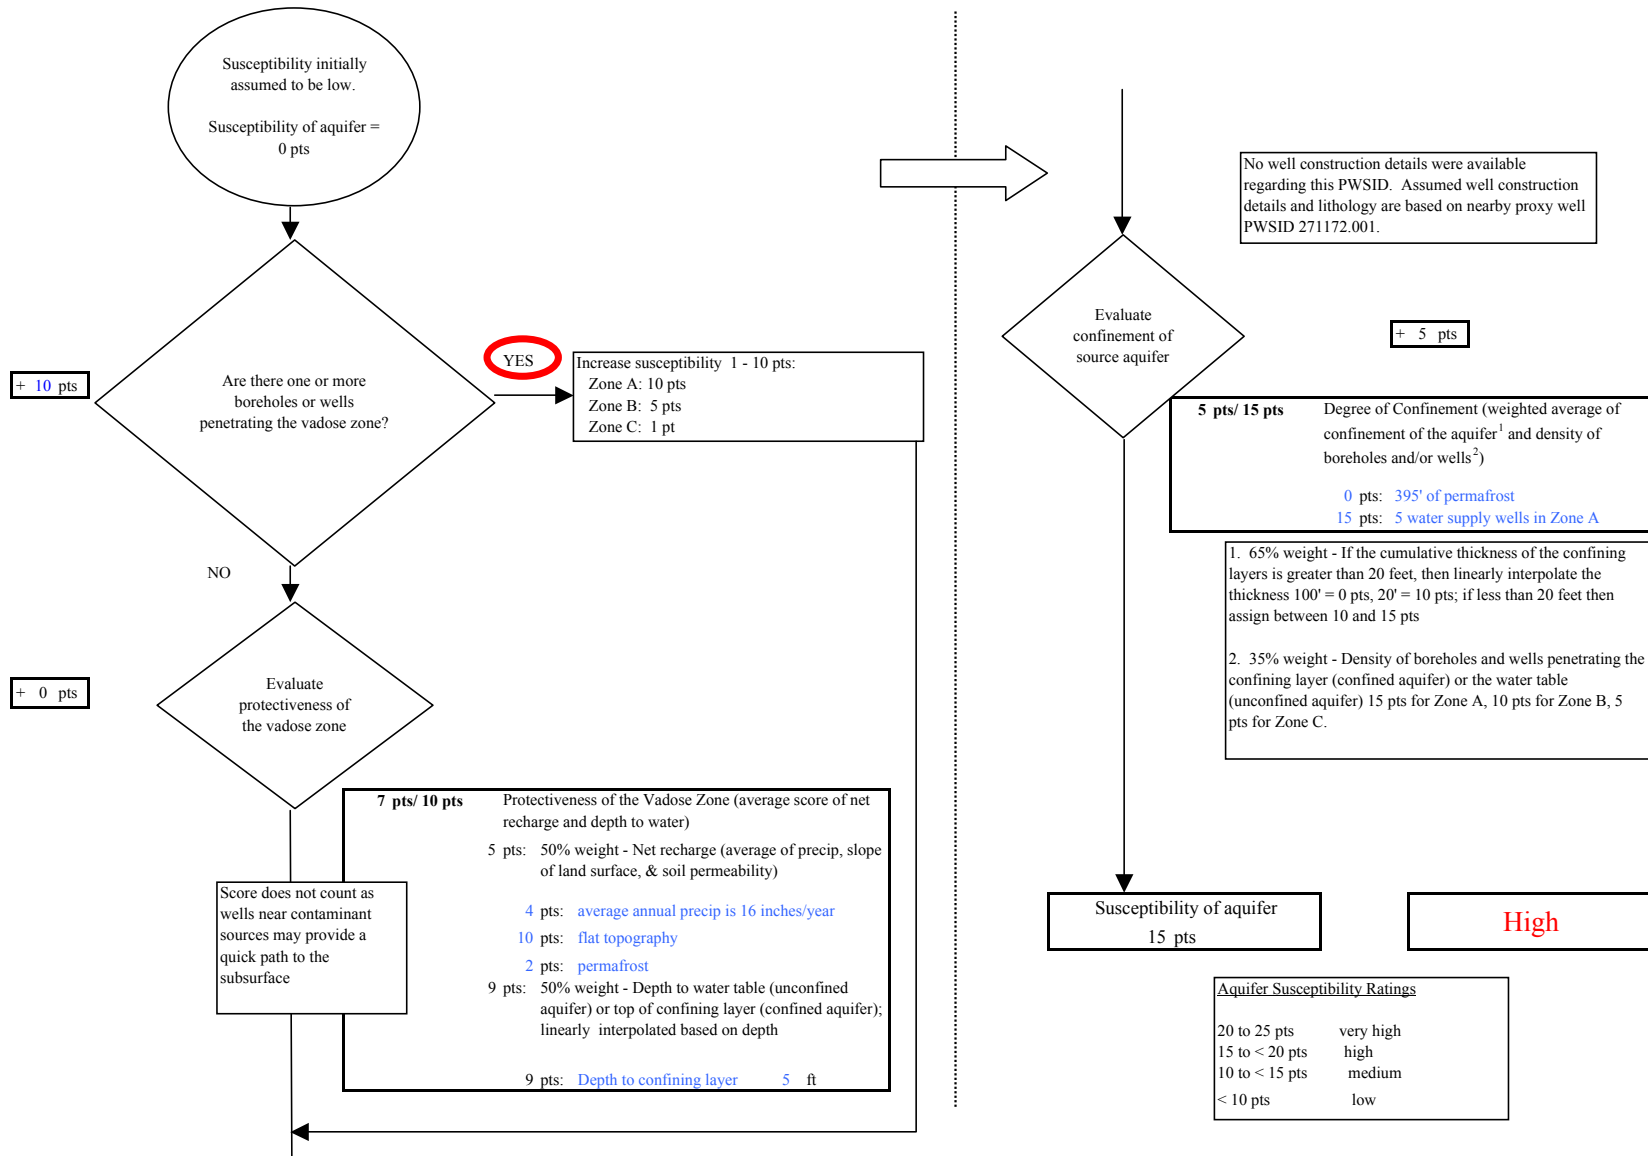 Susceptibility initially
assumed to be low.
Susceptibility of aquifer =
0 pts
+ 10 pts
Are there one or more
boreholes or wells
penetrating the vadose zone?
YES
Increase susceptibility 1 - 10 pts:
Zone A: 10 pts
Zone B: 5 pts
Zone C: 1 pt
NO
+ 0 pts
Evaluate
protectiveness of
the vadose zone
Score does not count as
wells near contaminant
sources may provide a
quick path to the
subsurface
7 pts/ 10 pts Protectiveness of the Vadose Zone (average score of net
recharge and depth to water)
5 pts: 50% weight - Net recharge (average of precip, slope
of land surface, & soil permeability)
4 pts: average annual precip is 16 inches/year
10 pts: flat topography
2 pts: permafrost
9 pts: 50% weight - Depth to water table (unconfined
aquifer) or top of confining layer (confined aquifer);
linearly interpolated based on depth
9 pts: Depth to confining layer 5 ft
No well construction details were available
regarding this PWSID. Assumed well construction
details and lithology are based on nearby proxy well
PWSID 271172.001.
Evaluate
confinement of
source aquifer
+ 5 pts
5 pts/ 15 pts Degree of Confinement (weighted average of
confinement of the aquifer1 and density of
boreholes and/or wells2)
0 pts: 395' of permafrost
15 pts: 5 water supply wells in Zone A
1. 65% weight - If the cumulative thickness of the confining
layers is greater than 20 feet, then linearly interpolate the
thickness 100' = 0 pts, 20' = 10 pts; if less than 20 feet then
assign between 10 and 15 pts
2. 35% weight - Density of boreholes and wells penetrating the
confining layer (confined aquifer) or the water table
(unconfined aquifer) 15 pts for Zone A, 10 pts for Zone B, 5
pts for Zone C.
Susceptibility of aquifer
15 pts
High
Aquifer Susceptibility Ratings
20 to 25 pts very high
15 to < 20 pts high
10 to < 15 pts medium
< 10 pts low